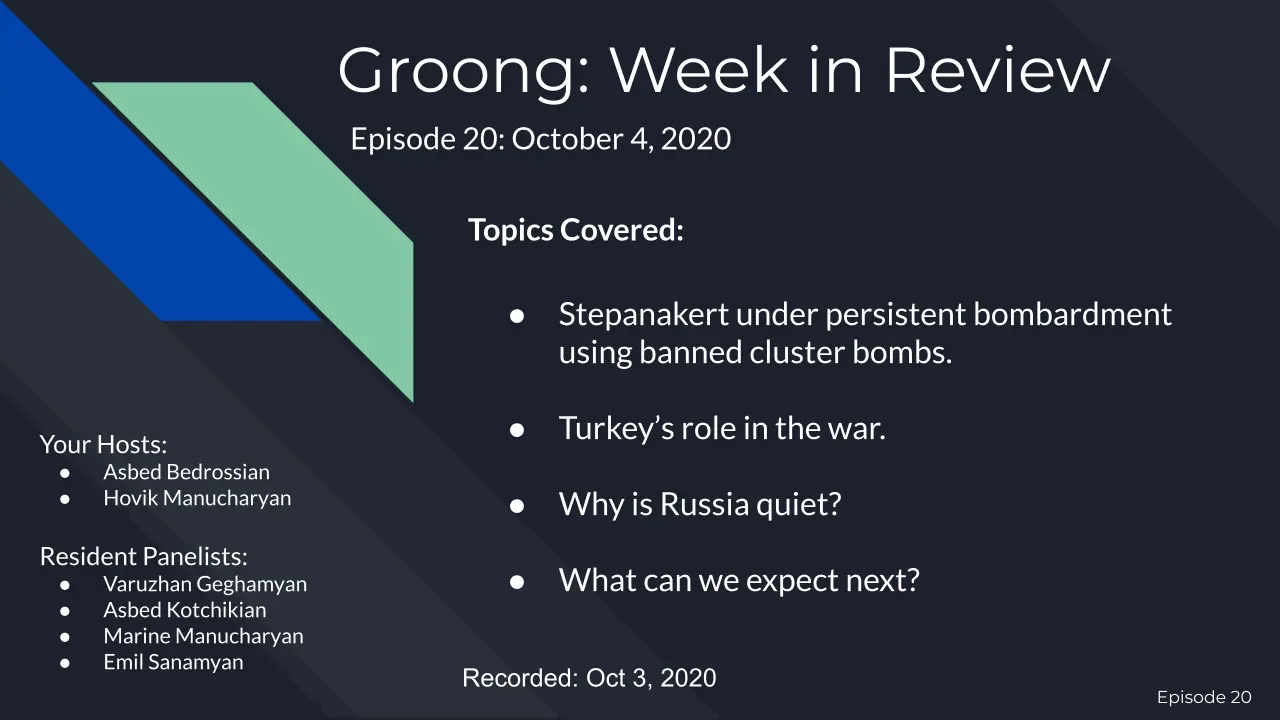 Groong: Week in Review
Episode 20: October 4, 2020
Topics Covered:
● Stepanakert under persistent bombardment
using banned cluster bombs.
● Turkey’s role in the war.
● Why is Russia quiet?
● What can we expect next?
Your Hosts:
● Asbed Bedrossian
● Hovik Manucharyan
Resident Panelists:
● Varuzhan Geghamyan
● Asbed Kotchikian
● Marine Manucharyan
● Emil Sanamyan
Recorded: Oct 3, 2020
Episode 20